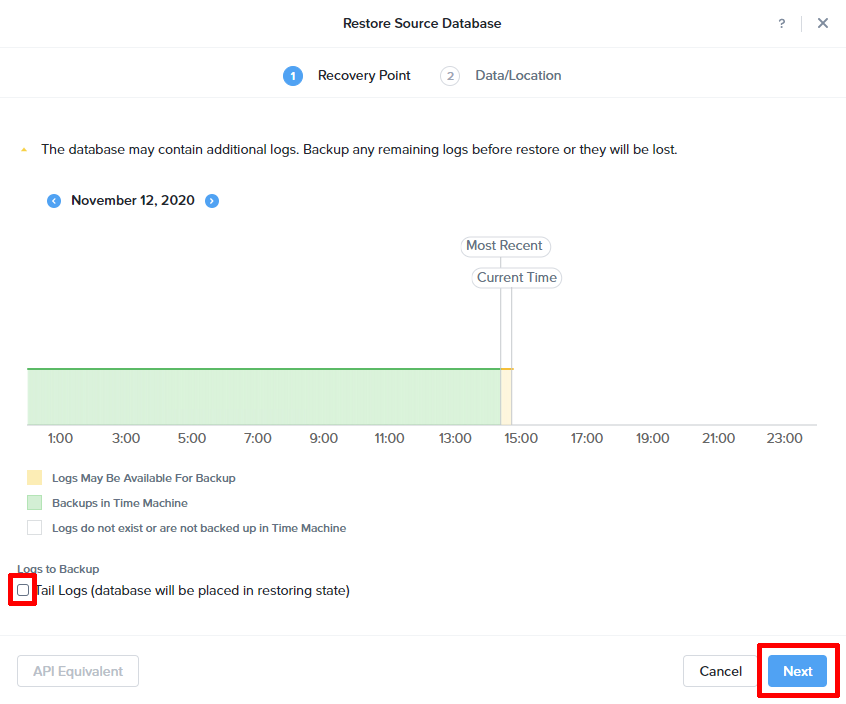 Restore Source Database ?
1 Recovery Point 2 Data/Location
The database may contain additional logs. Backup any remaining logs before restore or they will be lost.
November 12, 2020
Most Recent
Current Time
1:00 3:00 5:00 7:00 9:00 11:00 13:00 15:00 17:00 19:00 21:00 23:00
Logs May Be Available For Backup
Backups in Time Machine
Logs do not exist or are not backed up in Time Machine
Logs to Backup
Tail Logs (database will be placed in restoring state)
API Equivalent Cancel Next